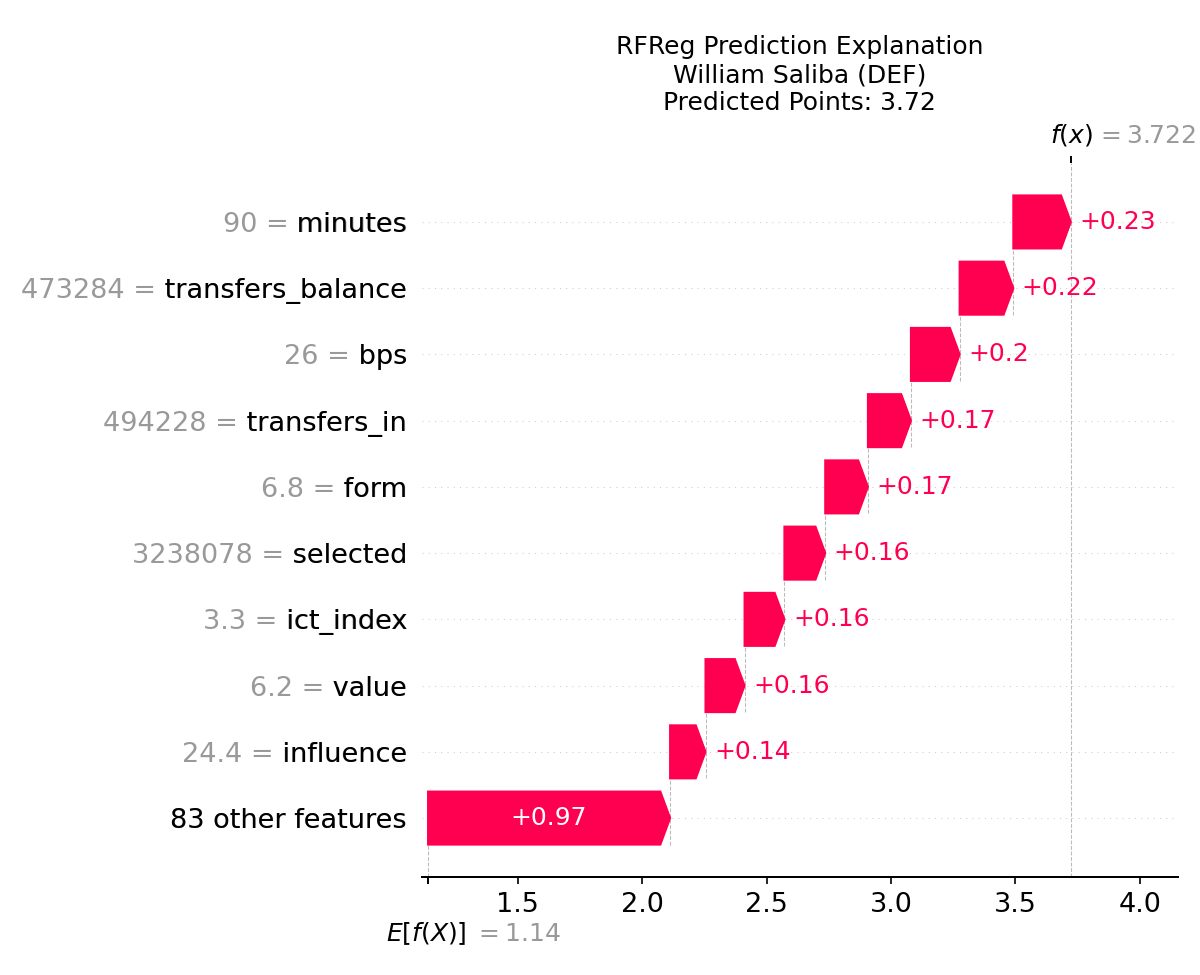 RFReg Prediction Explanation
William Saliba (DEF)
Predicted Points: 3.72
f(x) = 3.722
90 = minutes +0.23
473284 = transfers_balance +0.22
26 = bps +0.2
494228 = transfers_in +0.17
6.8 = form +0.17
3238078 = selected +0.16
3.3 = ict_index +0.16
6.2 = value +0.16
24.4 = influence +0.14
83 other features +0.97
1.5 2.0 2.5 3.0 3.5 4.0
E[f(X)] = 1.14